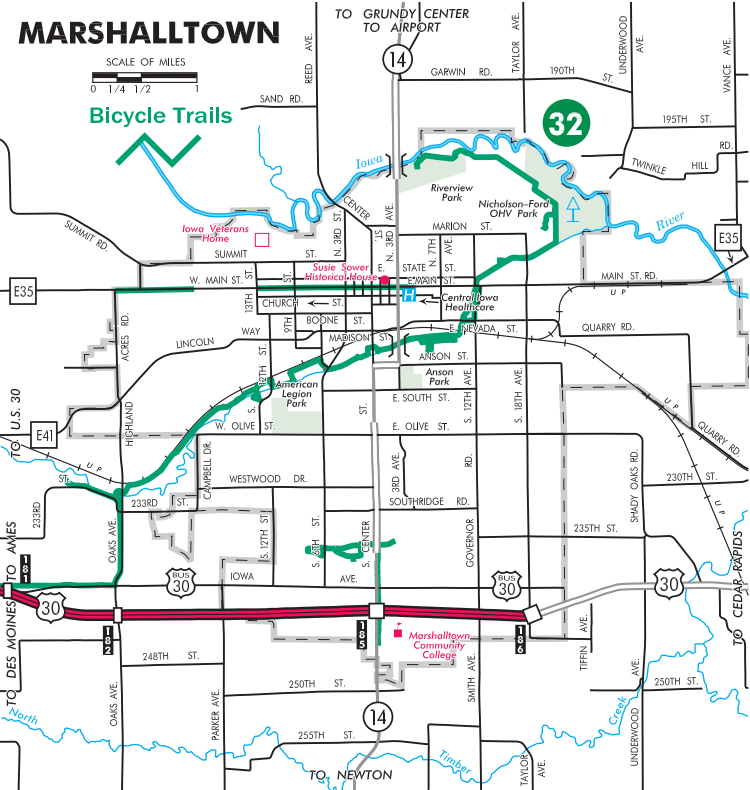 MARSHALLTOWN
SCALE OF MILES
0 1/4 1/2 1
Bicycle Trails
TO GRUNDY CENTER
TO AIRPORT
14
REED AVE.
TAYLOR AVE.
UNDERWOOD AVE.
VANCE AVE.
GARWIN RD.
190TH ST.
SAND RD.
32
195TH ST.
TWINKLE HILL RD.
Iowa
River
Riverview
Park
Nicholson-Ford
OHV Park
CENTER ST.
N. 3RD ST.
N. 3RD AVE.
N. 7TH AVE.
MARION ST.
SUMMIT RD.
Iowa Veterans
Home
SUMMIT ST.
E35
Susie Sower
Historical House
E. STATE ST.
E. MAIN ST.
MAIN ST. RD.
W. MAIN ST.
E35
H
Central Iowa
Healthcare
UP
13TH ST.
9TH ST.
CHURCH ST.
BOONE ST.
MADISON ST.
E. NEVADA ST.
QUARRY RD.
ACRES RD.
LINCOLN WAY
ANSON ST.
Anson
Park
S. 12TH ST.
American
Legion
Park
ST.
E. SOUTH ST.
S. 12TH AVE.
S. 18TH AVE.
TO U.S. 30
E41
HIGHLAND
W. OLIVE ST.
E. OLIVE ST.
UP
QUARRY RD.
UP
CAMPBELL DR.
3RD AVE.
RD.
SHADY OAKS RD.
230TH ST.
WESTWOOD DR.
ST.
233RD
233RD ST.
SOUTHRIDGE RD.
UP
OAKS AVE.
S. 12TH ST.
S. 6TH ST.
S. CENTER
GOVERNOR
235TH ST.
TO AMES
TO DES MOINES
181
BUS 30
IOWA AVE.
BUS 30
30
30
TO CEDAR RAPIDS
182
185
186
Marshalltown
Community
College
TIFFIN AVE.
248TH ST.
250TH ST.
250TH ST.
OAKS AVE.
PARKER AVE.
SMITH AVE.
UNDERWOOD AVE.
North
14
255TH ST.
Timber
Creek
TAYLOR AVE.
TO NEWTON